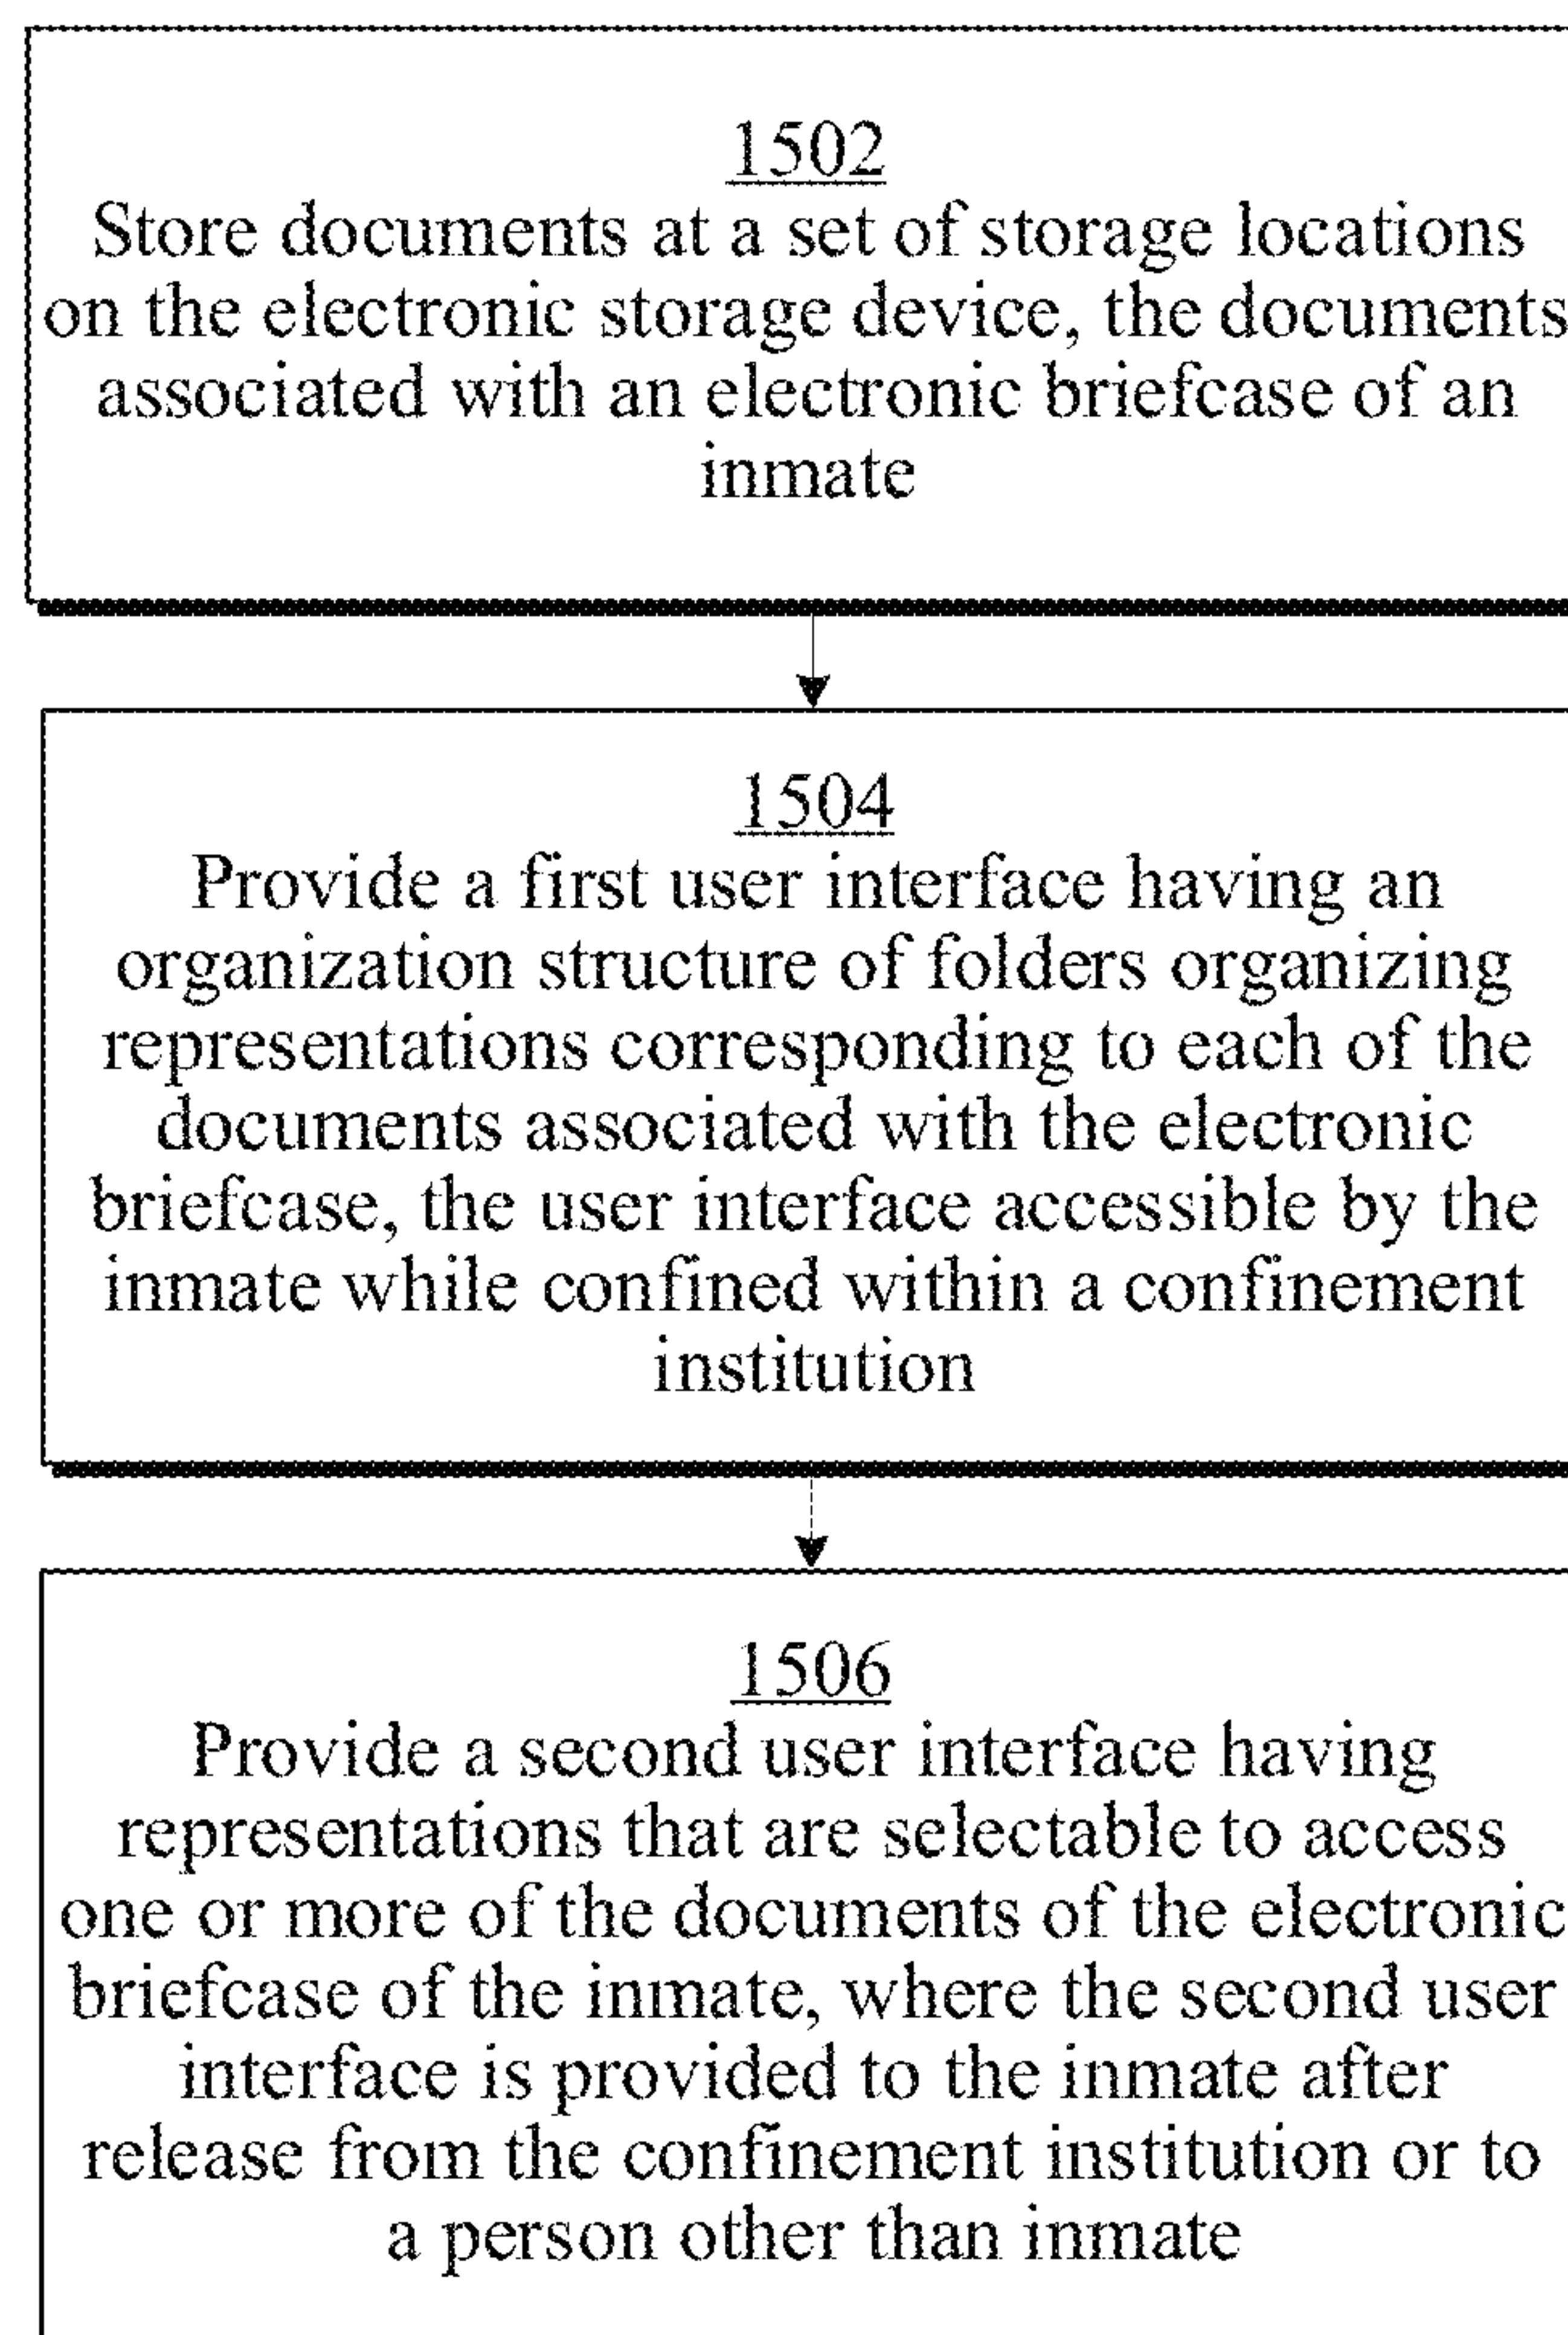 1502
Store documents at a set of storage locations
on the electronic storage device, the documents
associated with an electronic briefcase of an
inmate
1504
Provide a first user interface having an
organization structure of folders organizing
representations corresponding to each of the
documents associated with the electronic
briefcase, the user interface accessible by the
inmate while confined within a confinement
institution
1506
Provide a second user interface having
representations that are selectable to access
one or more of the documents of the electronic
briefcase of the inmate, where the second user
interface is provided to the inmate after
release from the confinement institution or to
a person other than inmate